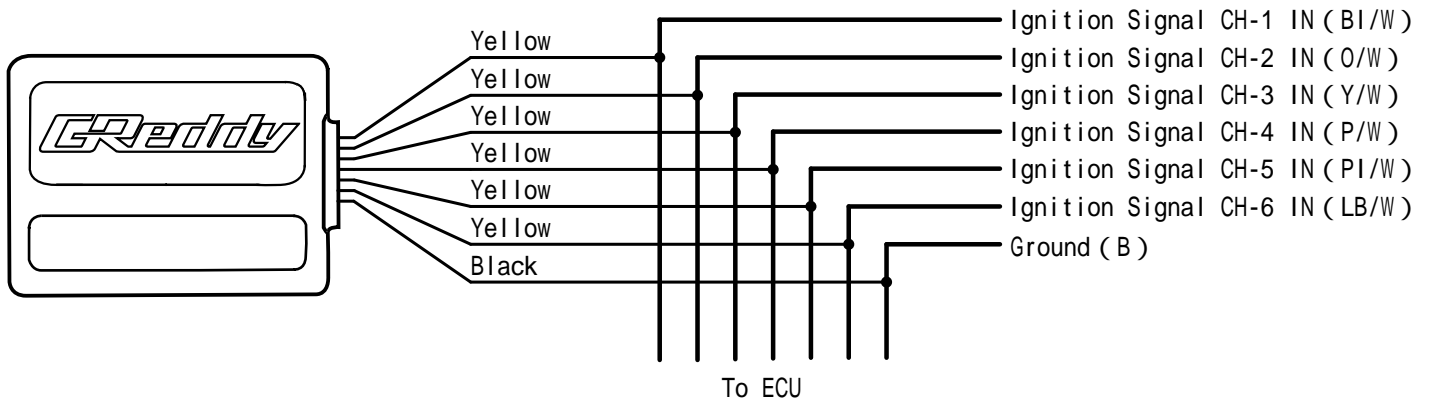 GReddy
Yellow
Yellow
Yellow
Yellow
Yellow
Yellow
Black
Ignition Signal CH-1 IN(Bl/W)
Ignition Signal CH-2 IN(O/W)
Ignition Signal CH-3 IN(Y/W)
Ignition Signal CH-4 IN(P/W)
Ignition Signal CH-5 IN(Pl/W)
Ignition Signal CH-6 IN(LB/W)
Ground(B)
To ECU